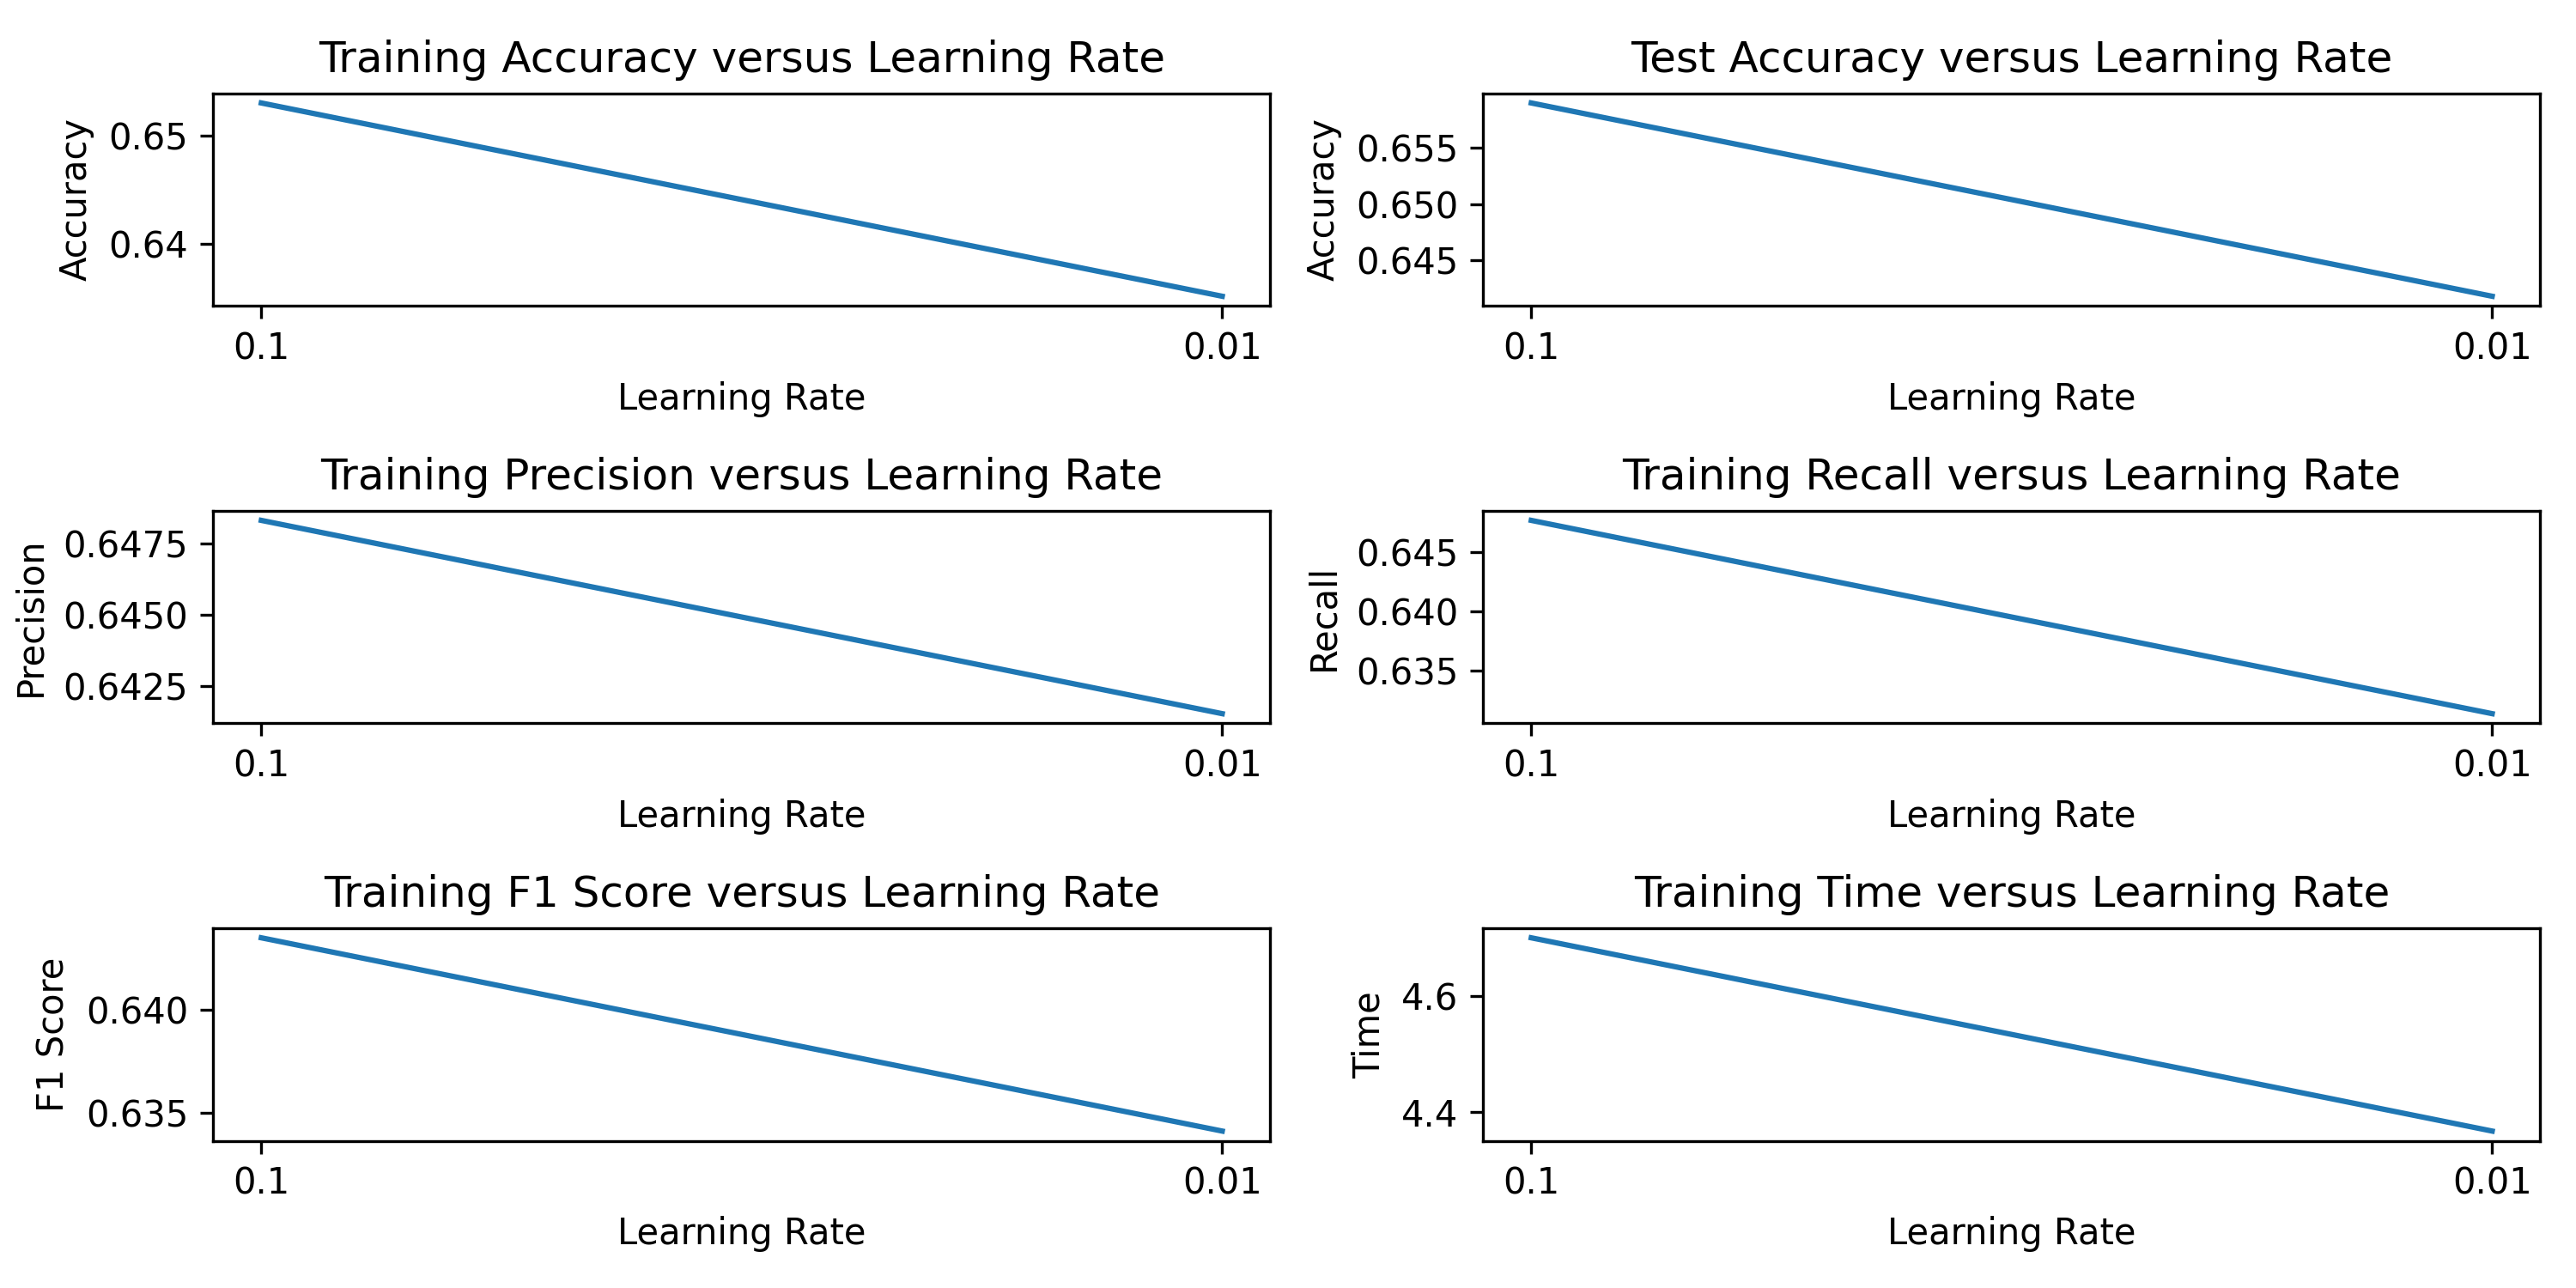 Training Accuracy versus Learning Rate
Accuracy
0.65
0.64
0.1
0.01
Learning Rate
Test Accuracy versus Learning Rate
Accuracy
0.655
0.650
0.645
0.1
0.01
Learning Rate
Training Precision versus Learning Rate
Precision
0.6475
0.6450
0.6425
0.1
0.01
Learning Rate
Training Recall versus Learning Rate
Recall
0.645
0.640
0.635
0.1
0.01
Learning Rate
Training F1 Score versus Learning Rate
F1 Score
0.640
0.635
0.1
0.01
Learning Rate
Training Time versus Learning Rate
Time
4.6
4.4
0.1
0.01
Learning Rate